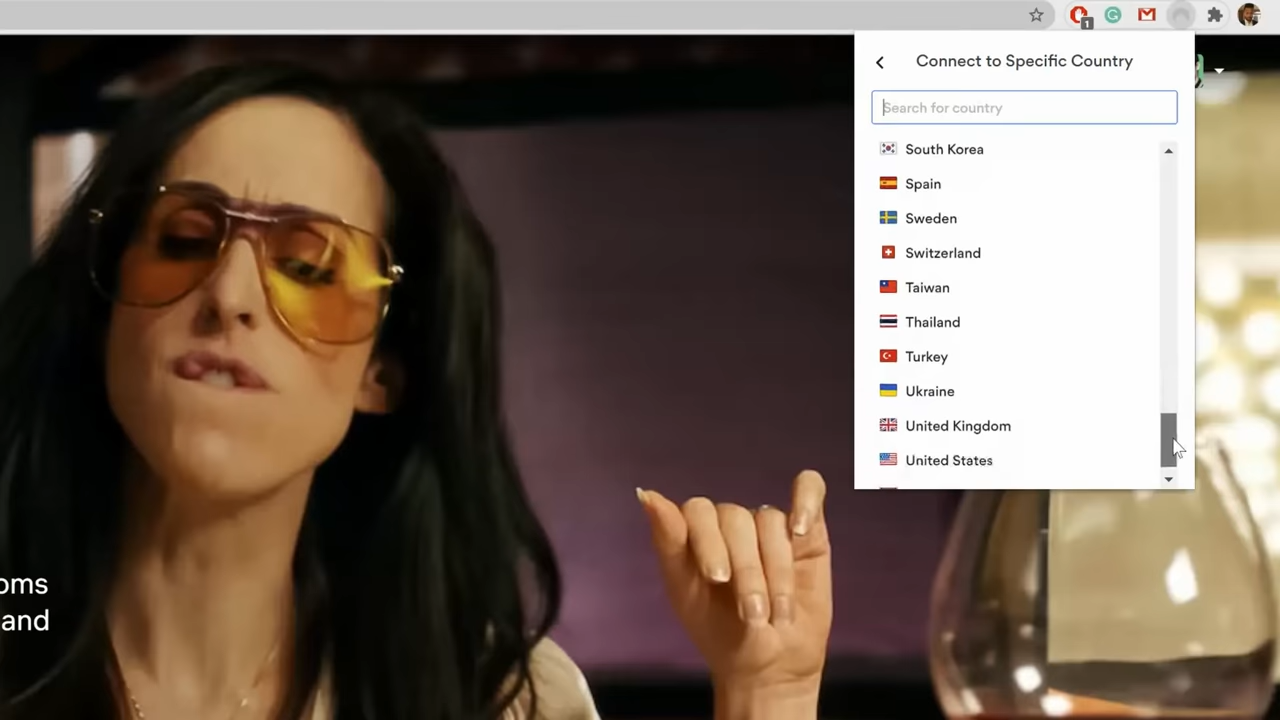 1
Connect to Specific Country
Search for country
South Korea
Spain
Sweden
Switzerland
Taiwan
Thailand
Turkey
Ukraine
United Kingdom
United States
oms
and